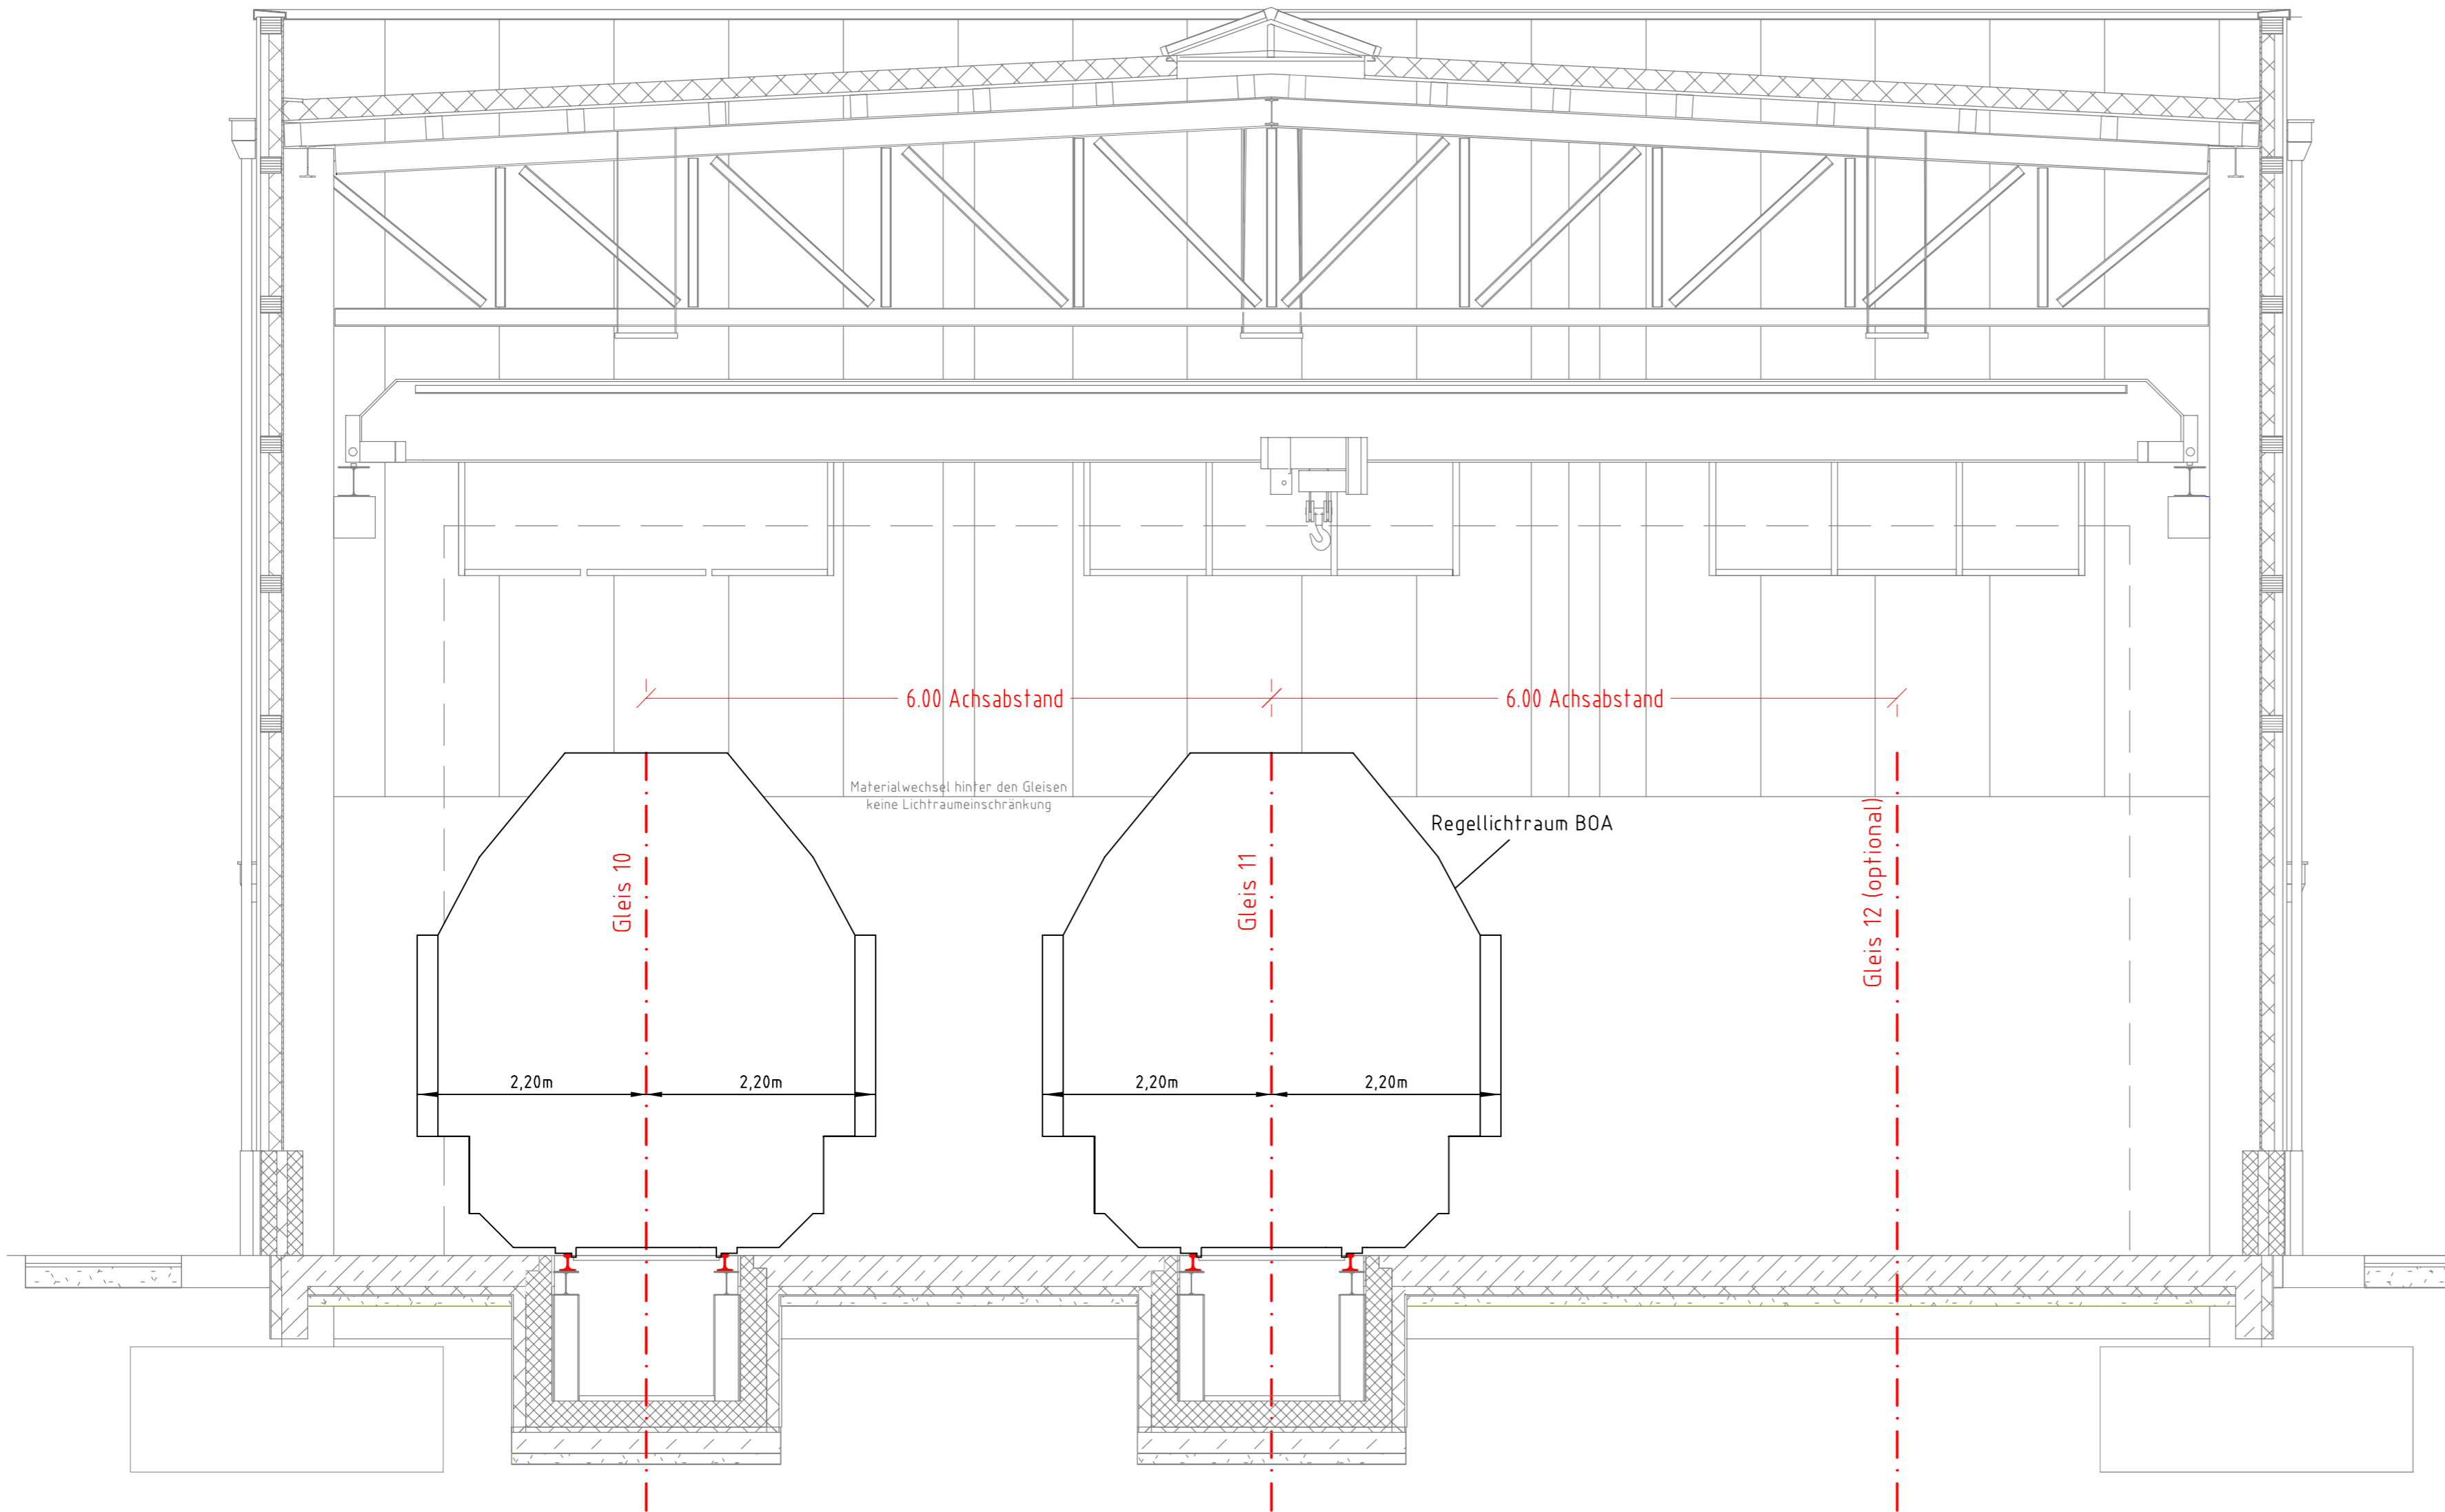 6.00 Achsabstand
6.00 Achsabstand
Materialwechsel hinter den Gleisen
keine Lichtraumeinschränkung
Regellichtraum BOA
Gleis 10
Gleis 11
Gleis 12 (optional)
2,20m
2,20m
2,20m
2,20m